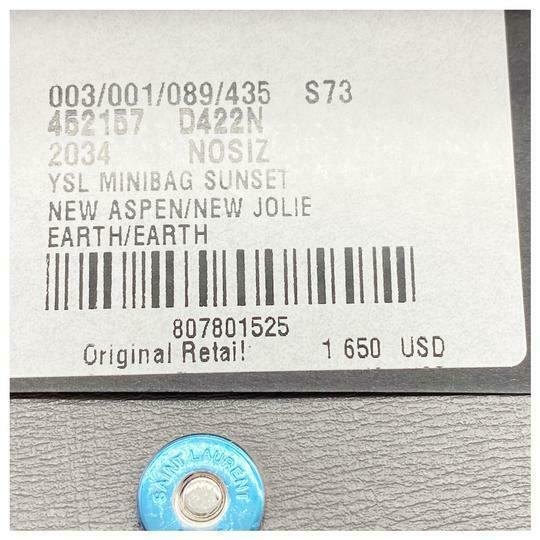 003/001/089/435 S73
452157 D422N
2034 NOSIZ
YSL MINIBAG SUNSET
NEW ASPEN/NEW JOLIE
EARTH/EARTH
807801525
Original Retail 1 650 USD
SAINT LAURENT